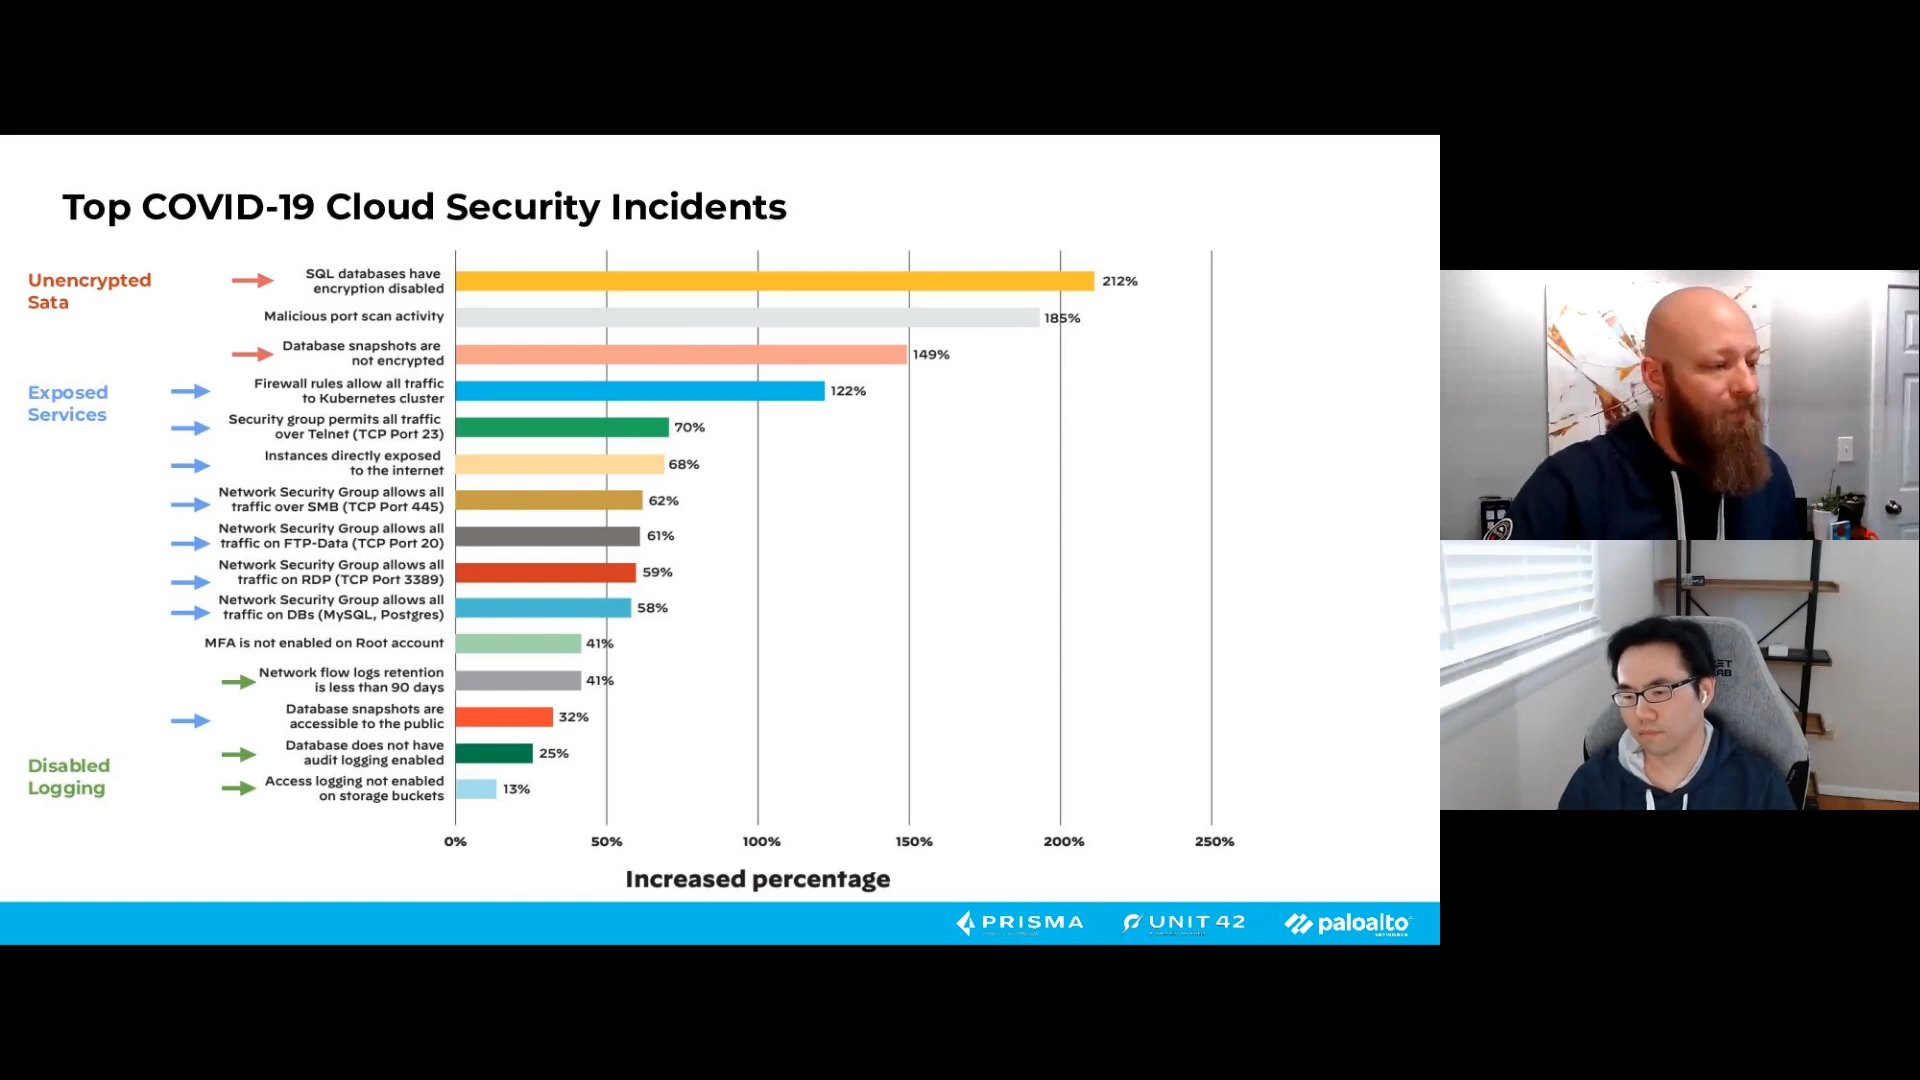 Top COVID-19 Cloud Security Incidents
Unencrypted
Sata
SQL databases have
encryption disabled
212%
Malicious port scan activity
185%
Database snapshots are
not encrypted
149%
Exposed
Services
Firewall rules allow all traffic
to Kubernetes cluster
122%
Security group permits all traffic
over Telnet (TCP Port 23)
70%
Instances directly exposed
to the internet
68%
Network Security Group allows all
traffic over SMB (TCP Port 445)
62%
Network Security Group allows all
traffic on FTP-Data (TCP Port 20)
61%
Network Security Group allows all
traffic on RDP (TCP Port 3389)
59%
Network Security Group allows all
traffic on DBs (MySQL, Postgres)
58%
MFA is not enabled on Root account
41%
Network flow logs retention
is less than 90 days
41%
Database snapshots are
accessible to the public
32%
Disabled
Logging
Database does not have
audit logging enabled
25%
Access logging not enabled
on storage buckets
13%
0% 50% 100% 150% 200% 250%
Increased percentage
PRISMA UNIT 42 paloalto
NETWORKS